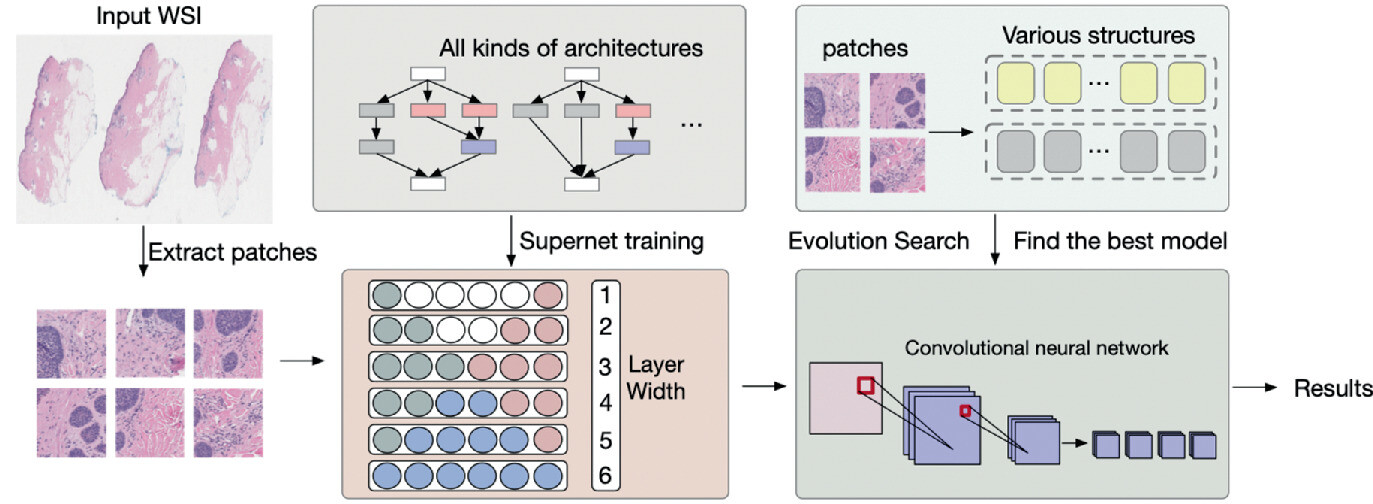 Input WSI
All kinds of architectures
...
patches
Various structures
...
...
Extract patches
Supernet training
Evolution Search
Find the best model
1
2
3
4
5
6
Layer
Width
Convolutional neural network
Results